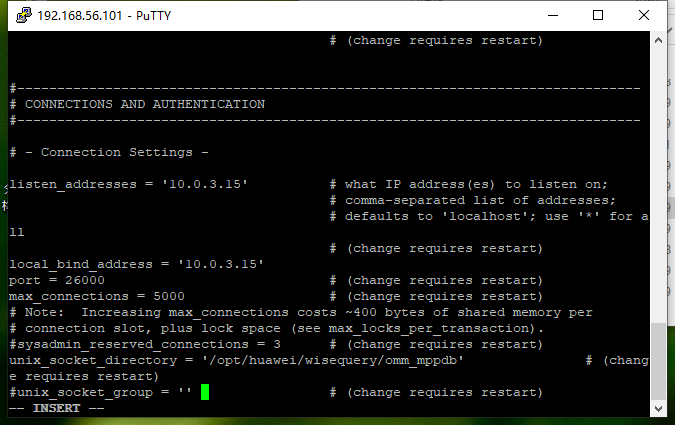 192.168.56.101 - PuTTY
# (change requires restart)
#------------------------------------------------------------------------------
# CONNECTIONS AND AUTHENTICATION
#------------------------------------------------------------------------------
# - Connection Settings -
listen_addresses = '10.0.3.15' # what IP address(es) to listen on;
# comma-separated list of addresses;
# defaults to 'localhost'; use '*' for a
ll
# (change requires restart)
local_bind_address = '10.0.3.15'
port = 26000 # (change requires restart)
max_connections = 5000 # (change requires restart)
# Note:  Increasing max_connections costs ~400 bytes of shared memory per
# connection slot, plus lock space (see max_locks_per_transaction).
#sysadmin_reserved_connections = 3 # (change requires restart)
unix_socket_directory = '/opt/huawei/wisequery/omm_mppdb' # (chang
e requires restart)
#unix_socket_group = '' # (change requires restart)
-- INSERT --